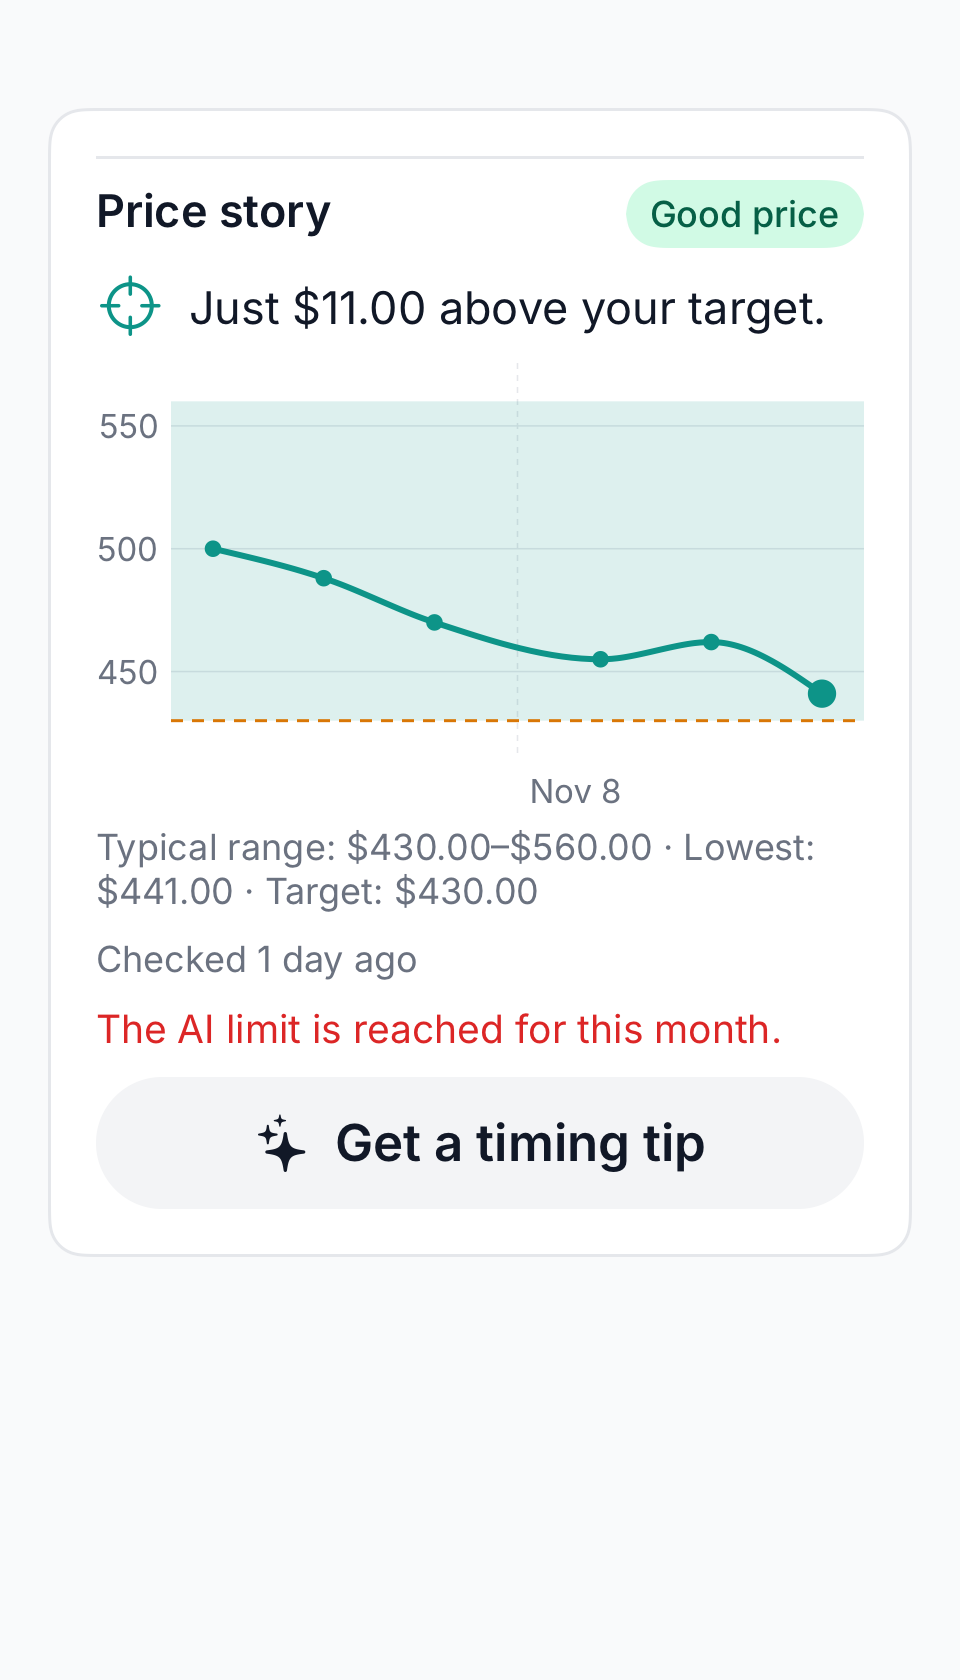 Price story
Good price
Just $11.00 above your target.
550
500
450
Nov 8
Typical range: $430.00–$560.00 · Lowest:
$441.00 · Target: $430.00
Checked 1 day ago
The AI limit is reached for this month.
Get a timing tip